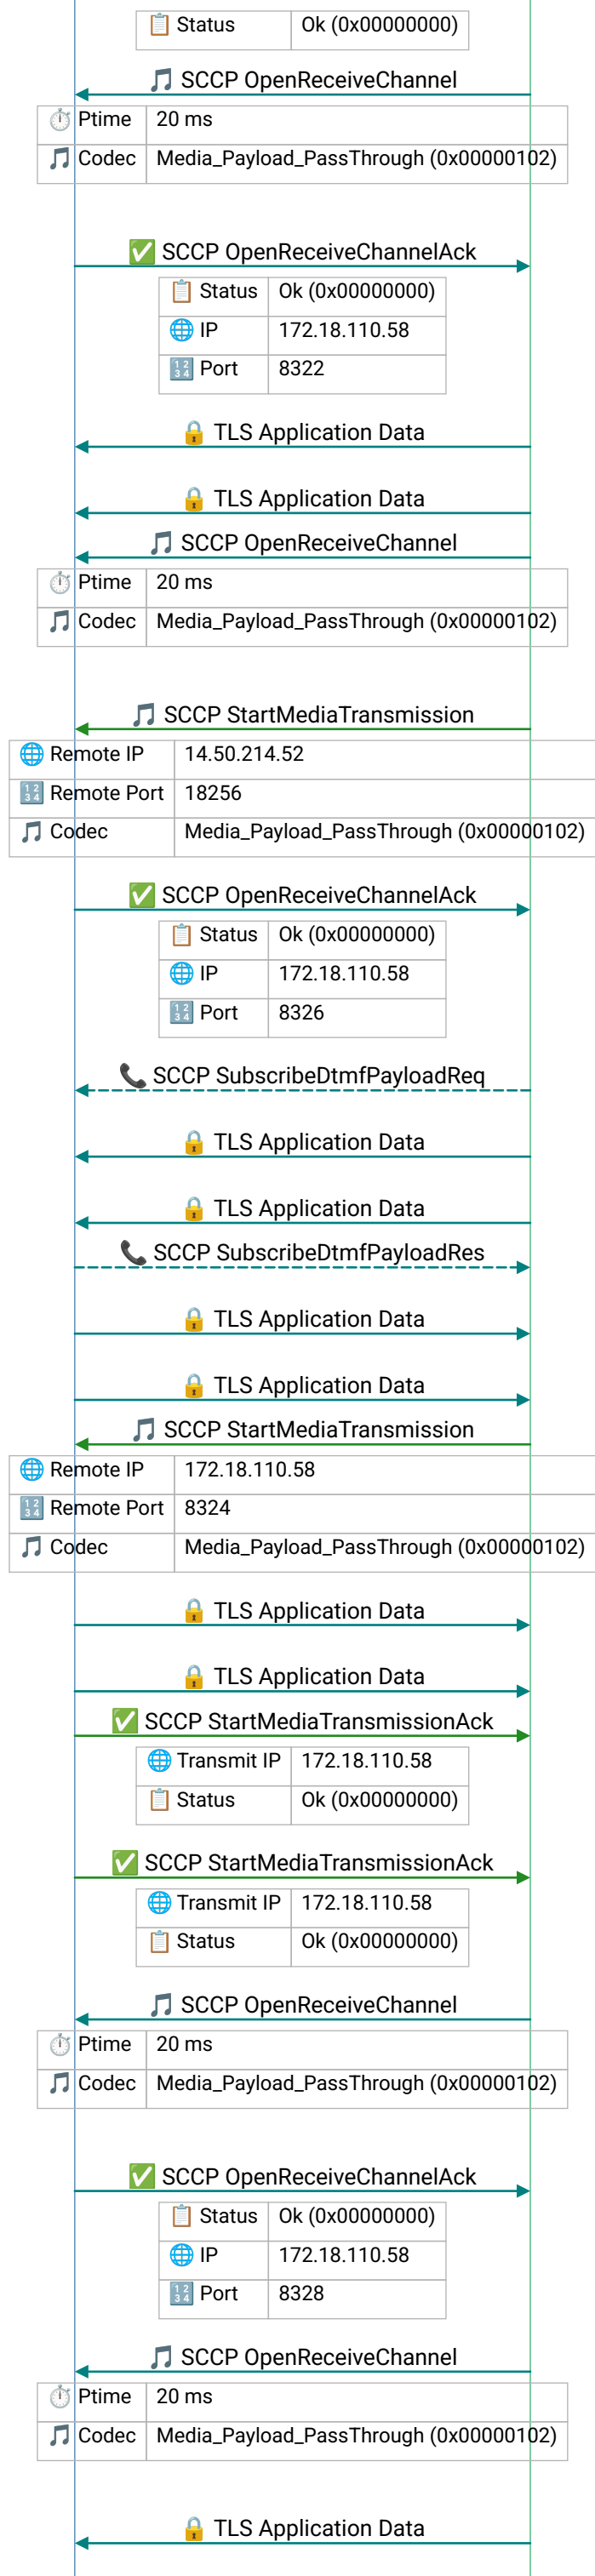 📋 Status Ok (0x00000000)
🎵 SCCP OpenReceiveChannel
⏱️ Ptime 20 ms
🎵 Codec Media_Payload_PassThrough (0x00000102)
✅ SCCP OpenReceiveChannelAck
📋 Status Ok (0x00000000)
🌐 IP 172.18.110.58
🔢 Port 8322
🔒 TLS Application Data
🔒 TLS Application Data
🎵 SCCP OpenReceiveChannel
⏱️ Ptime 20 ms
🎵 Codec Media_Payload_PassThrough (0x00000102)
🎵 SCCP StartMediaTransmission
🌐 Remote IP 14.50.214.52
🔢 Remote Port 18256
🎵 Codec Media_Payload_PassThrough (0x00000102)
✅ SCCP OpenReceiveChannelAck
📋 Status Ok (0x00000000)
🌐 IP 172.18.110.58
🔢 Port 8326
📞 SCCP SubscribeDtmfPayloadReq
🔒 TLS Application Data
🔒 TLS Application Data
📞 SCCP SubscribeDtmfPayloadRes
🔒 TLS Application Data
🔒 TLS Application Data
🎵 SCCP StartMediaTransmission
🌐 Remote IP 172.18.110.58
🔢 Remote Port 8324
🎵 Codec Media_Payload_PassThrough (0x00000102)
🔒 TLS Application Data
🔒 TLS Application Data
✅ SCCP StartMediaTransmissionAck
🌐 Transmit IP 172.18.110.58
📋 Status Ok (0x00000000)
✅ SCCP StartMediaTransmissionAck
🌐 Transmit IP 172.18.110.58
📋 Status Ok (0x00000000)
🎵 SCCP OpenReceiveChannel
⏱️ Ptime 20 ms
🎵 Codec Media_Payload_PassThrough (0x00000102)
✅ SCCP OpenReceiveChannelAck
📋 Status Ok (0x00000000)
🌐 IP 172.18.110.58
🔢 Port 8328
🎵 SCCP OpenReceiveChannel
⏱️ Ptime 20 ms
🎵 Codec Media_Payload_PassThrough (0x00000102)
🔒 TLS Application Data